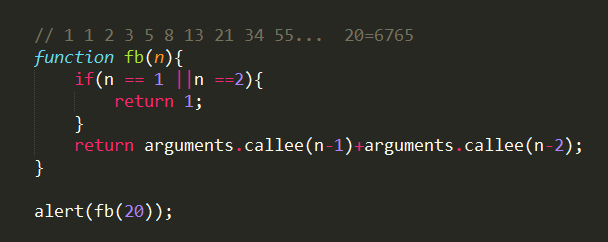 // 1 1 2 3 5 8 13 21 34 55...  20=6765
function fb(n){
    if(n == 1 ||n ==2){
        return 1;
    }
    return arguments.callee(n-1)+arguments.callee(n-2);
}
alert(fb(20));